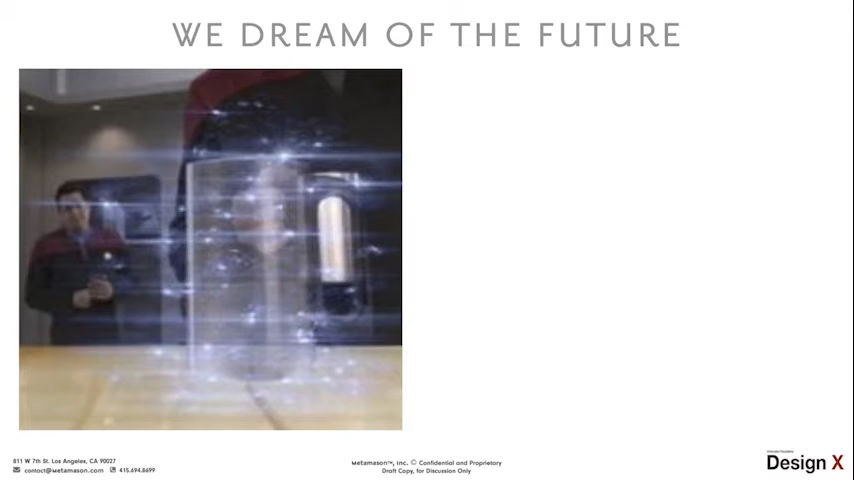 WE DREAM OF THE FUTURE
811 W 7th St. Los Angeles, CA 90027
contact@Metamason.com 415.694.8699
Metamason™, Inc. © Confidential and Proprietary
Draft Copy, for Discussion Only
Design X